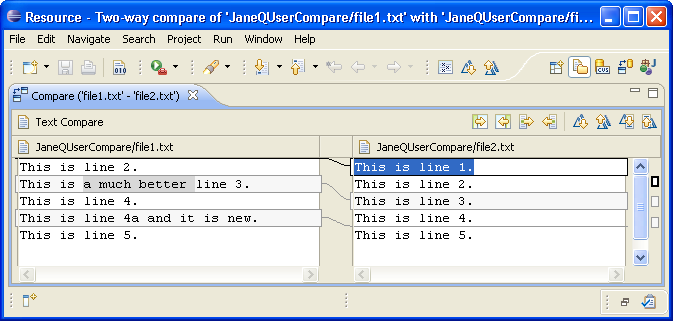 Resource - Two-way compare of 'JaneQUserCompare/file1.txt' with 'JaneQUserCompare/fi...
File Edit Navigate Search Project Run Window Help
010
CUS
Compare ('file1.txt' - 'file2.txt')
Text Compare
JaneQUserCompare/file1.txt
This is line 2.
This is a much better line 3.
This is line 4.
This is line 4a and it is new.
This is line 5.
JaneQUserCompare/file2.txt
This is line 1.
This is line 2.
This is line 3.
This is line 4.
This is line 5.